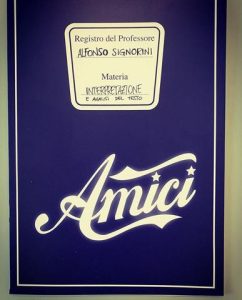 Registro del Professore
ALFONSO SIGNORINI
Materia
INTERPRETAZIONE
E ANALISI DEL TESTO
Amici